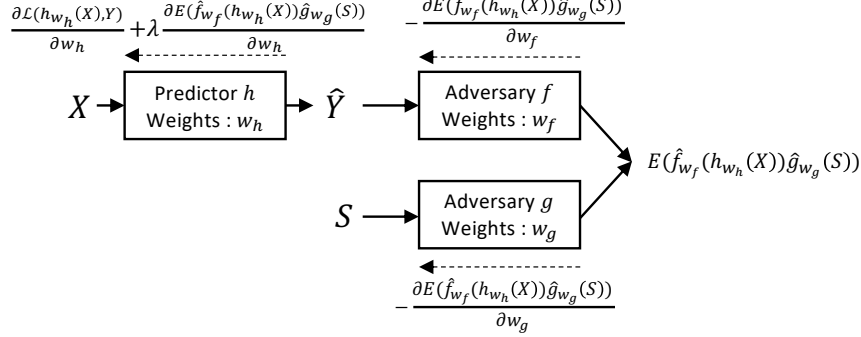 ∂ℒ(h_{w_h}(X),Y)/∂w_h + λ ∂E(f̂_{w_f}(h_{w_h}(X))ĝ_{w_g}(S))/∂w_h
− ∂E(f̂_{w_f}(h_{w_h}(X))ĝ_{w_g}(S))/∂w_f
X
Predictor h
Weights : w_h
Ŷ
Adversary f
Weights : w_f
E(f̂_{w_f}(h_{w_h}(X))ĝ_{w_g}(S))
S
Adversary g
Weights : w_g
− ∂E(f̂_{w_f}(h_{w_h}(X))ĝ_{w_g}(S))/∂w_g